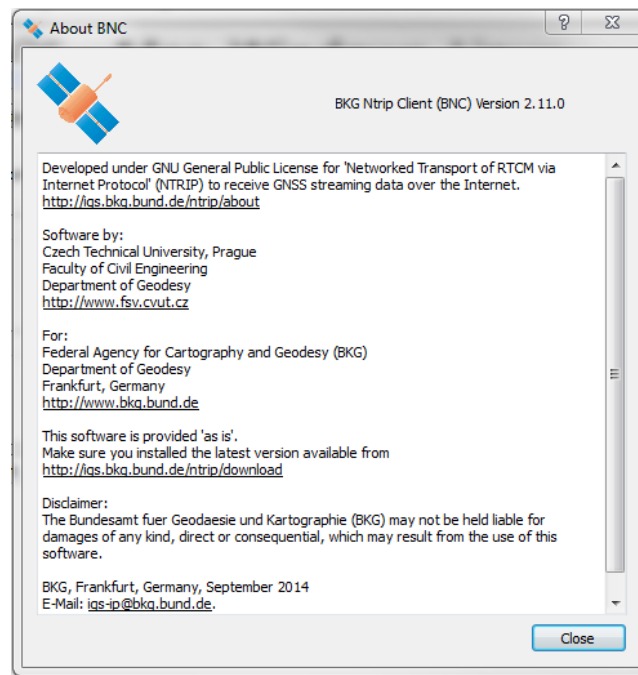 About BNC
BKG Ntrip Client (BNC) Version 2.11.0
Developed under GNU General Public License for 'Networked Transport of RTCM via
Internet Protocol' (NTRIP) to receive GNSS streaming data over the Internet.
http://igs.bkg.bund.de/ntrip/about
Software by:
Czech Technical University, Prague
Faculty of Civil Engineering
Department of Geodesy
http://www.fsv.cvut.cz
For:
Federal Agency for Cartography and Geodesy (BKG)
Department of Geodesy
Frankfurt, Germany
http://www.bkg.bund.de
This software is provided 'as is'.
Make sure you installed the latest version available from
http://igs.bkg.bund.de/ntrip/download
Disclaimer:
The Bundesamt fuer Geodaesie und Kartographie (BKG) may not be held liable for
damages of any kind, direct or consequential, which may result from the use of this
software.
BKG, Frankfurt, Germany, September 2014
E-Mail: igs-ip@bkg.bund.de.
Close